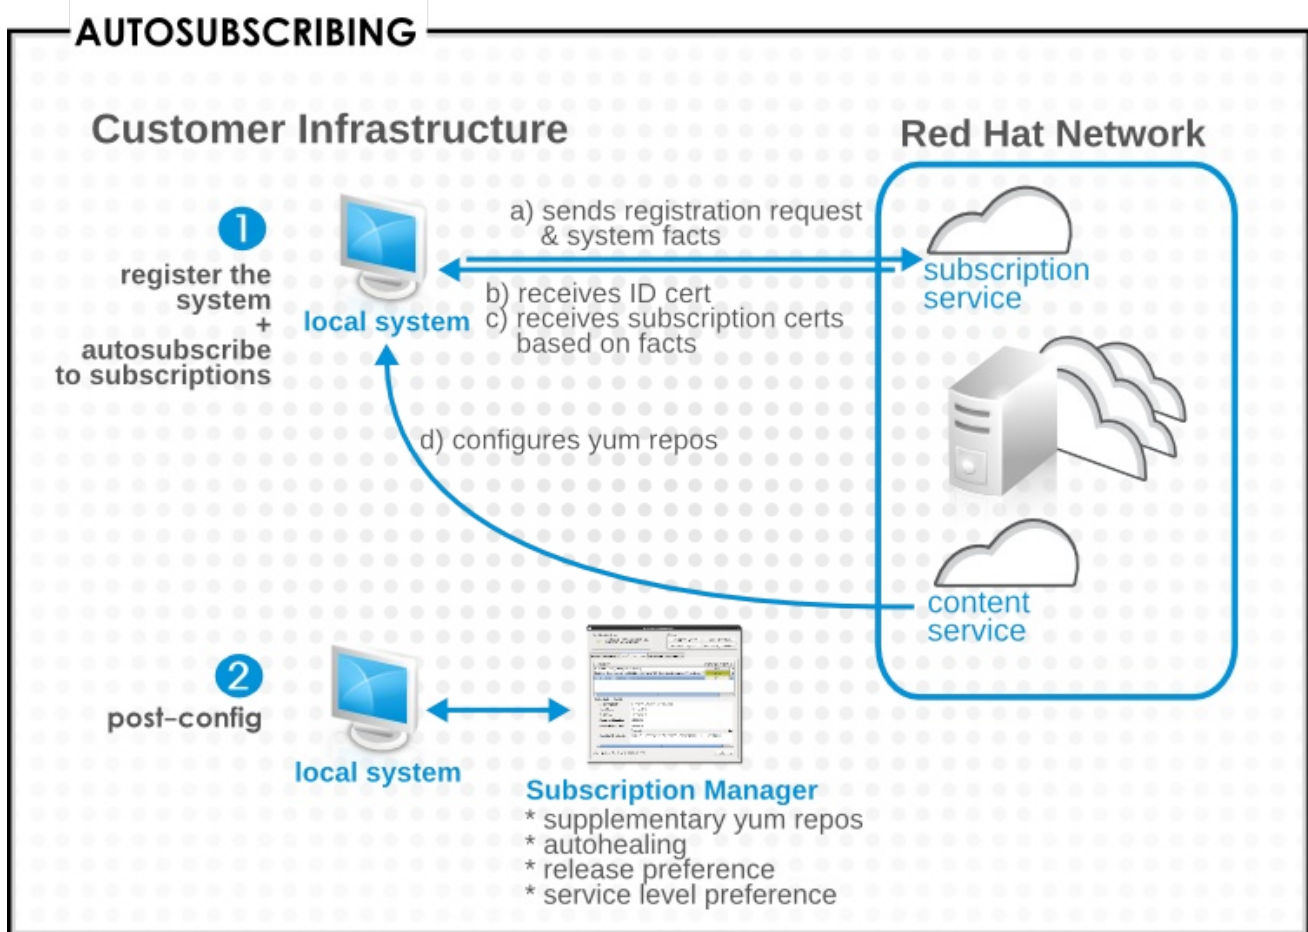 AUTOSUBSCRIBING
Customer Infrastructure
Red Hat Network
1
register the
system
+
autosubscribe
to subscriptions
local system
a) sends registration request
& system facts
b) receives ID cert
c) receives subscription certs
based on facts
subscription
service
d) configures yum repos
content
service
2
post-config
local system
Subscription Manager
* supplementary yum repos
* autohealing
* release preference
* service level preference